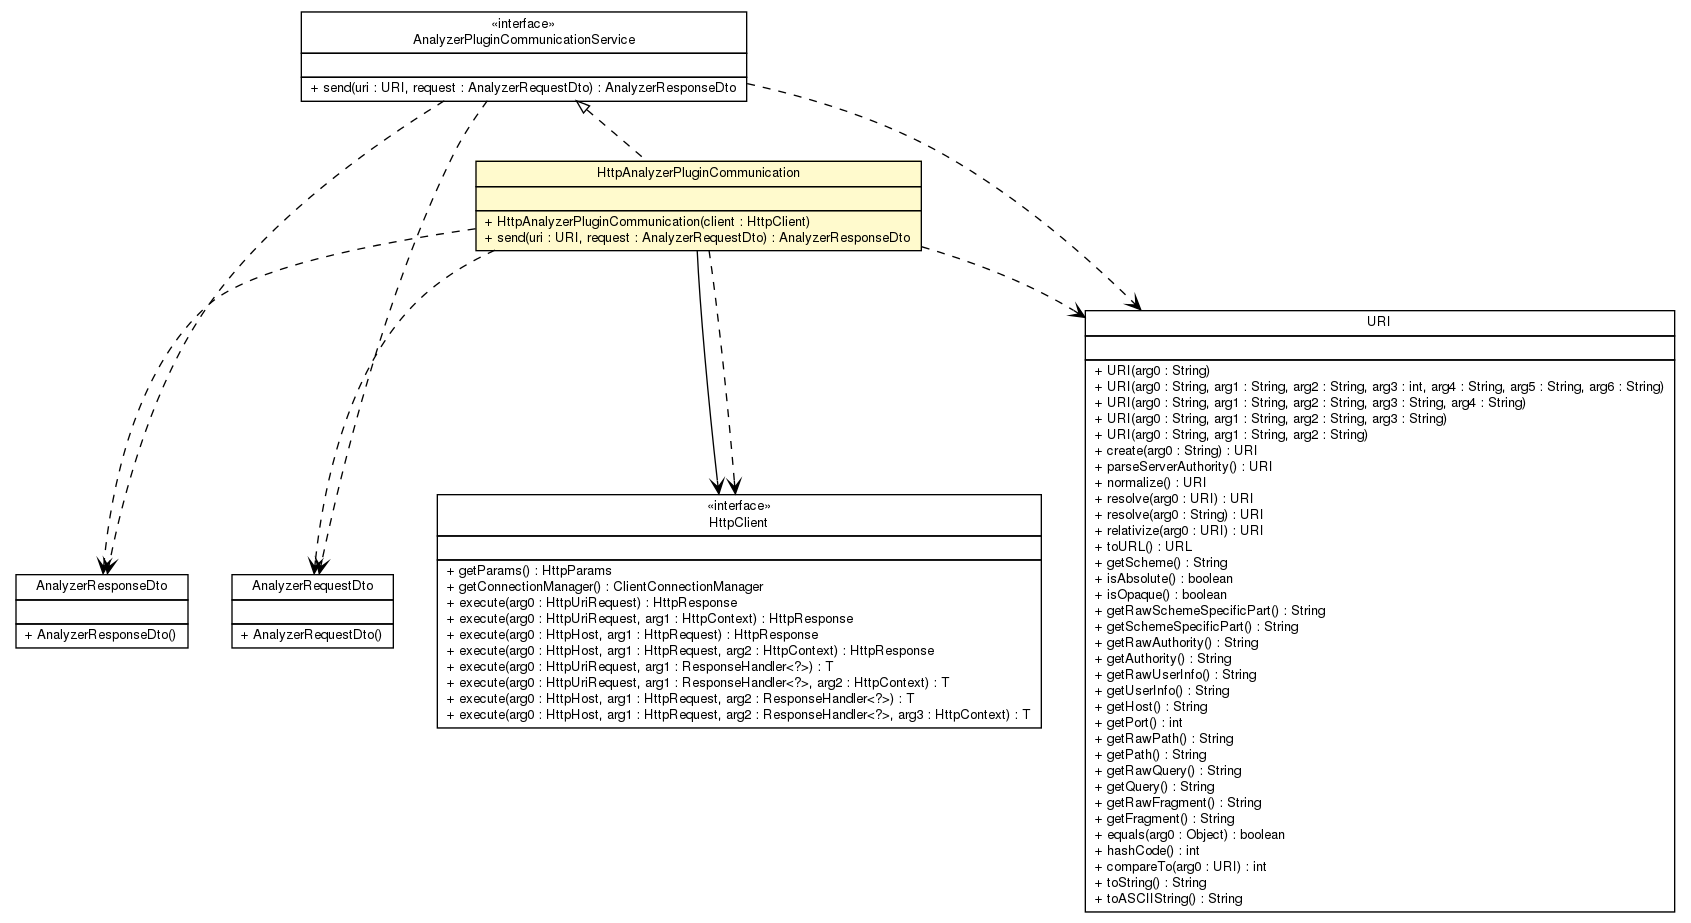 «interface»
AnalyzerPluginCommunicationService
+ send(uri : URI, request : AnalyzerRequestDto) : AnalyzerResponseDto
HttpAnalyzerPluginCommunication
+ HttpAnalyzerPluginCommunication(client : HttpClient)
+ send(uri : URI, request : AnalyzerRequestDto) : AnalyzerResponseDto
URI
+ URI(arg0 : String)
+ URI(arg0 : String, arg1 : String, arg2 : String, arg3 : int, arg4 : String, arg5 : String, arg6 : String)
+ URI(arg0 : String, arg1 : String, arg2 : String, arg3 : String, arg4 : String)
+ URI(arg0 : String, arg1 : String, arg2 : String, arg3 : String)
+ URI(arg0 : String, arg1 : String, arg2 : String)
+ create(arg0 : String) : URI
+ parseServerAuthority() : URI
+ normalize() : URI
+ resolve(arg0 : URI) : URI
+ resolve(arg0 : String) : URI
+ relativize(arg0 : URI) : URI
+ toURL() : URL
+ getScheme() : String
+ isAbsolute() : boolean
+ isOpaque() : boolean
+ getRawSchemeSpecificPart() : String
+ getSchemeSpecificPart() : String
+ getRawAuthority() : String
+ getAuthority() : String
+ getRawUserInfo() : String
+ getUserInfo() : String
+ getHost() : String
+ getPort() : int
+ getRawPath() : String
+ getPath() : String
+ getRawQuery() : String
+ getQuery() : String
+ getRawFragment() : String
+ getFragment() : String
+ equals(arg0 : Object) : boolean
+ hashCode() : int
+ compareTo(arg0 : URI) : int
+ toString() : String
+ toASCIIString() : String
«interface»
HttpClient
+ getParams() : HttpParams
+ getConnectionManager() : ClientConnectionManager
+ execute(arg0 : HttpUriRequest) : HttpResponse
+ execute(arg0 : HttpUriRequest, arg1 : HttpContext) : HttpResponse
+ execute(arg0 : HttpHost, arg1 : HttpRequest) : HttpResponse
+ execute(arg0 : HttpHost, arg1 : HttpRequest, arg2 : HttpContext) : HttpResponse
+ execute(arg0 : HttpUriRequest, arg1 : ResponseHandler<?>) : T
+ execute(arg0 : HttpUriRequest, arg1 : ResponseHandler<?>, arg2 : HttpContext) : T
+ execute(arg0 : HttpHost, arg1 : HttpRequest, arg2 : ResponseHandler<?>) : T
+ execute(arg0 : HttpHost, arg1 : HttpRequest, arg2 : ResponseHandler<?>, arg3 : HttpContext) : T
AnalyzerResponseDto
+ AnalyzerResponseDto()
AnalyzerRequestDto
+ AnalyzerRequestDto()